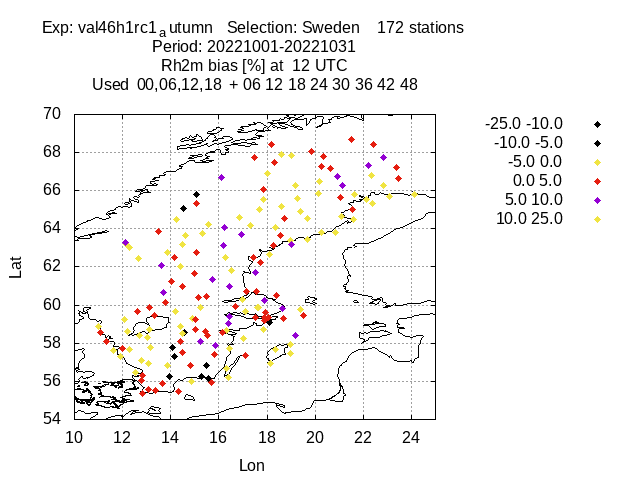 Exp: val46h1rc1autumn   Selection: Sweden    172 stations
Period: 20221001-20221031
Rh2m bias [%] at  12 UTC
Used  00,06,12,18  + 06 12 18 24 30 36 42 48
-25.0 -10.0
-10.0 -5.0
-5.0 0.0
0.0 5.0
5.0 10.0
10.0 25.0
70
68
66
64
62
60
58
56
54
Lat
10 12 14 16 18 20 22 24
Lon